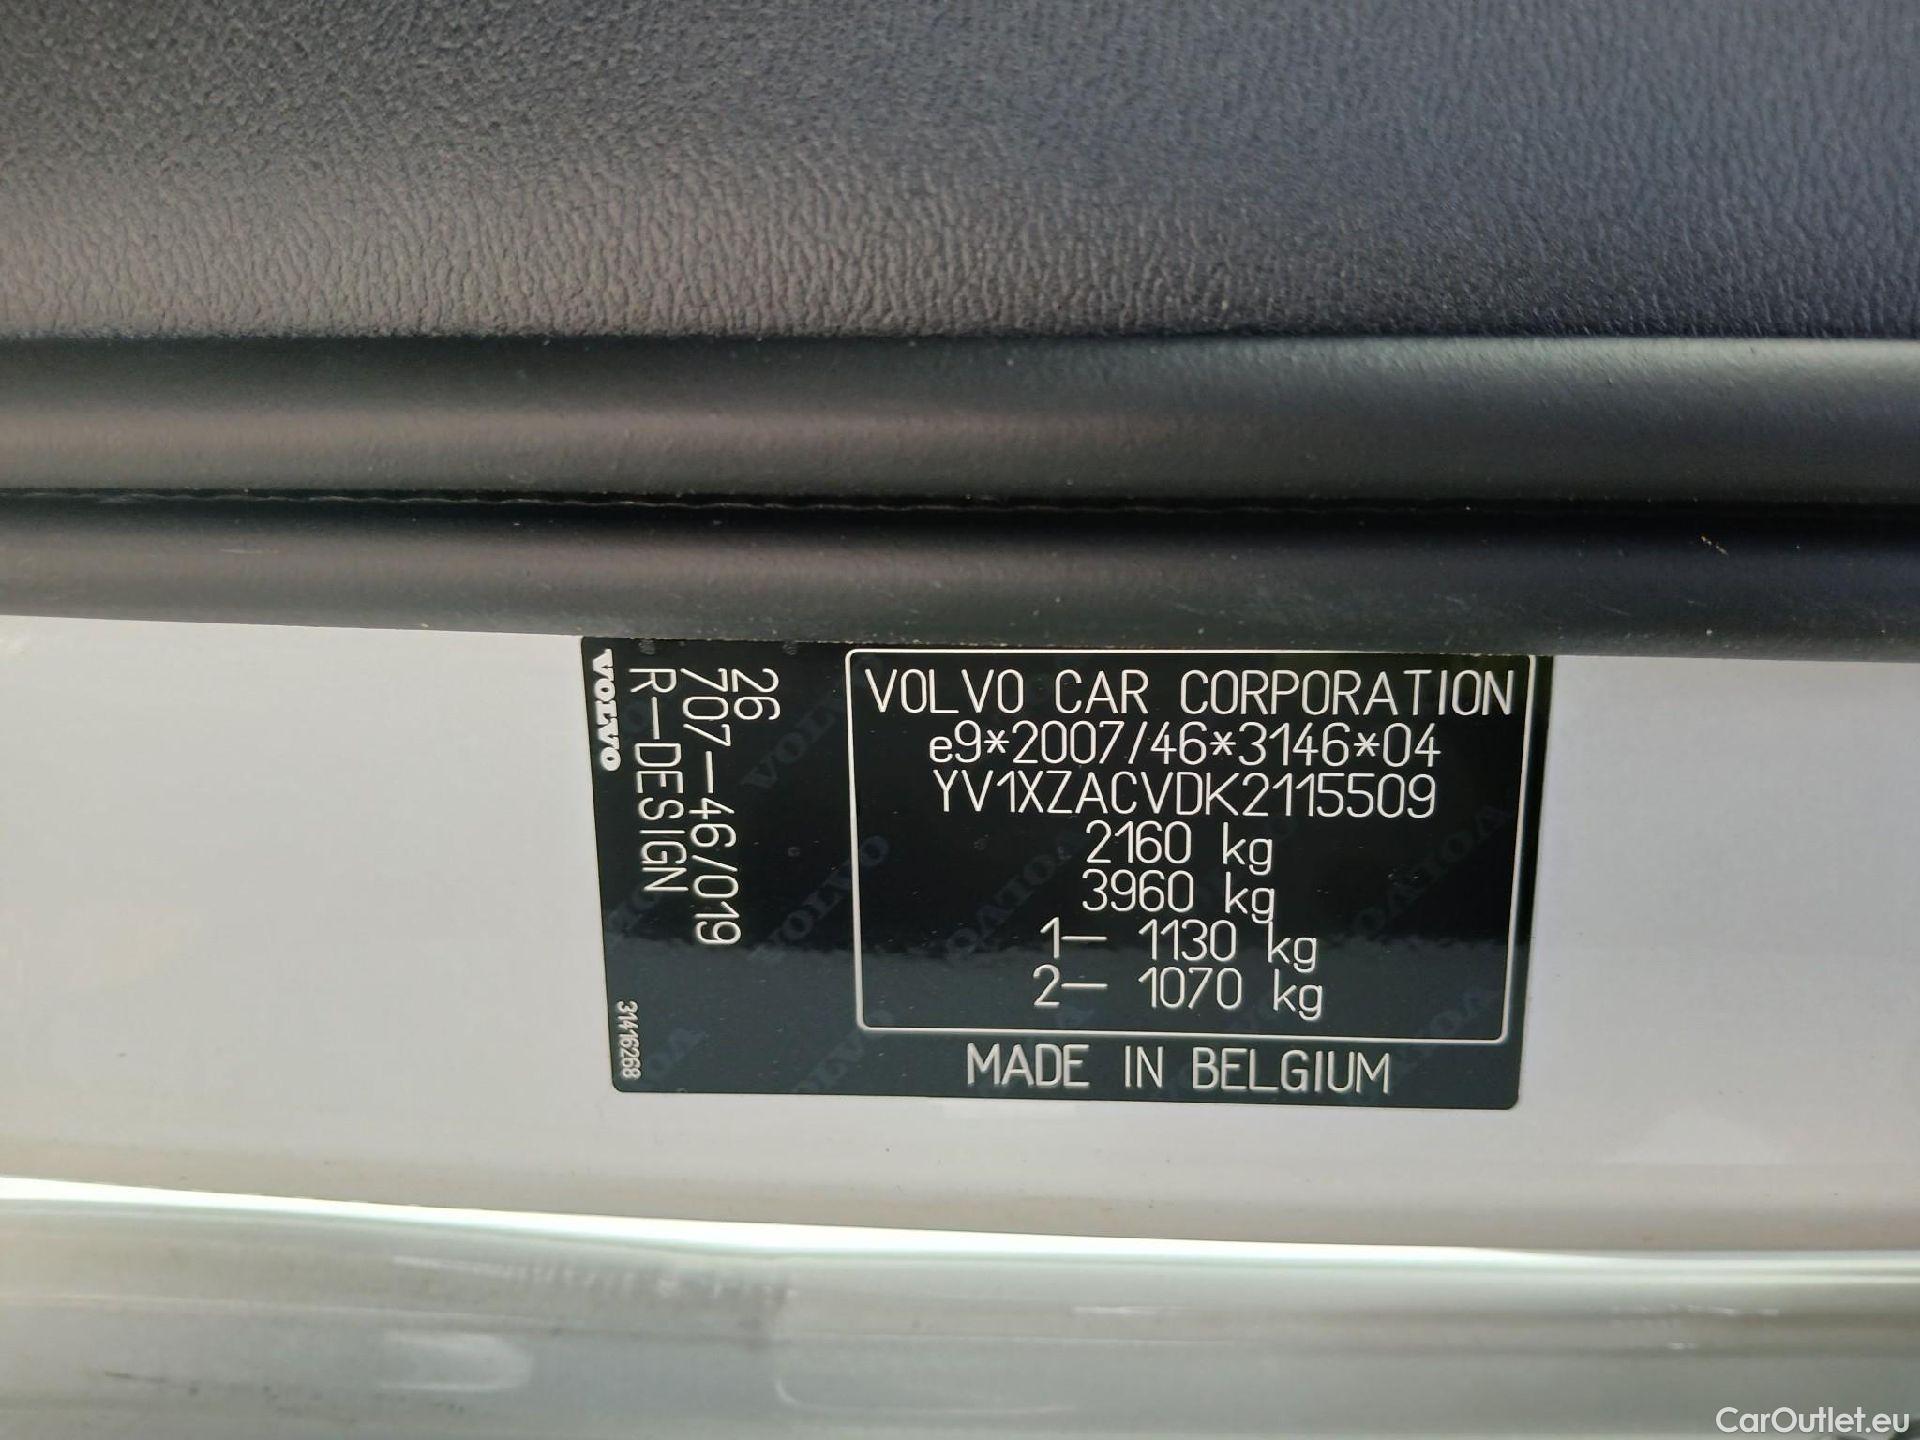 VOLVO
26
707-46/019
R-DESIGN
31416268
VOLVO CAR CORPORATION
e9*2007/46*3146*04
YV1XZACVDK2115509
2160 kg
3960 kg
1- 1130 kg
2- 1070 kg
MADE IN BELGIUM
CarOutlet.eu